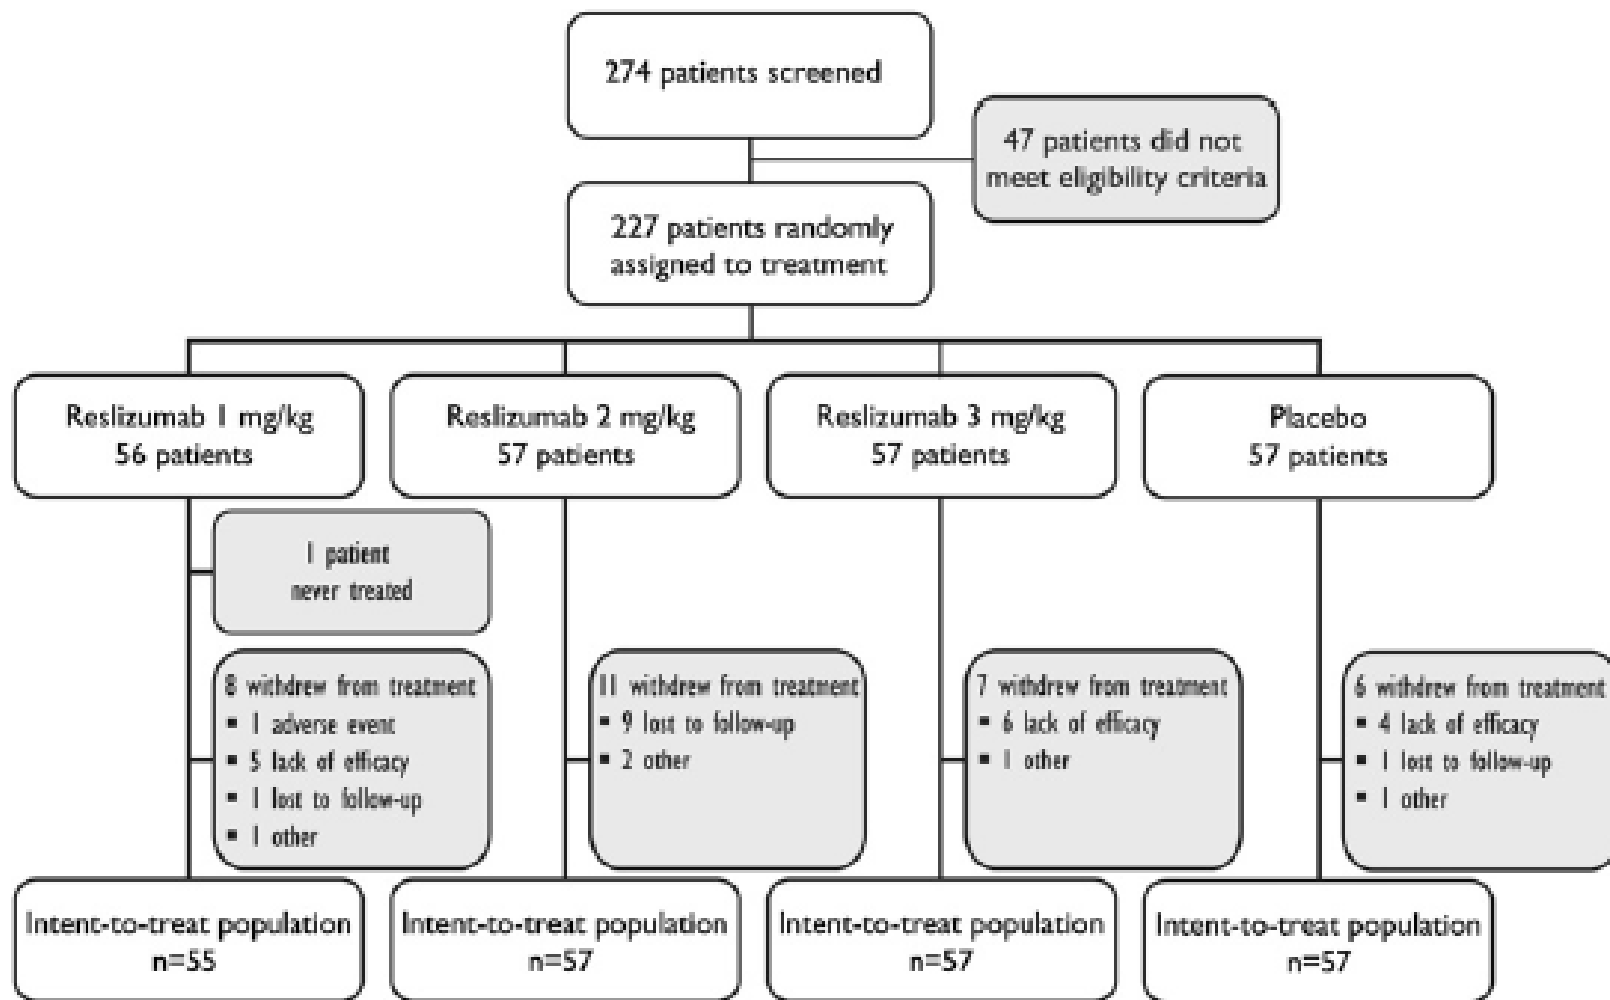 274 patients screened
47 patients did not
meet eligibility criteria
227 patients randomly
assigned to treatment
Reslizumab 1 mg/kg
56 patients
Reslizumab 2 mg/kg
57 patients
Reslizumab 3 mg/kg
57 patients
Placebo
57 patients
1 patient
never treated
8 withdrew from treatment
▪ 1 adverse event
▪ 5 lack of efficacy
▪ 1 lost to follow-up
▪ 1 other
11 withdrew from treatment
▪ 9 lost to follow-up
▪ 2 other
7 withdrew from treatment
▪ 6 lack of efficacy
▪ 1 other
6 withdrew from treatment
▪ 4 lack of efficacy
▪ 1 lost to follow-up
▪ 1 other
Intent-to-treat population
n=55
Intent-to-treat population
n=57
Intent-to-treat population
n=57
Intent-to-treat population
n=57